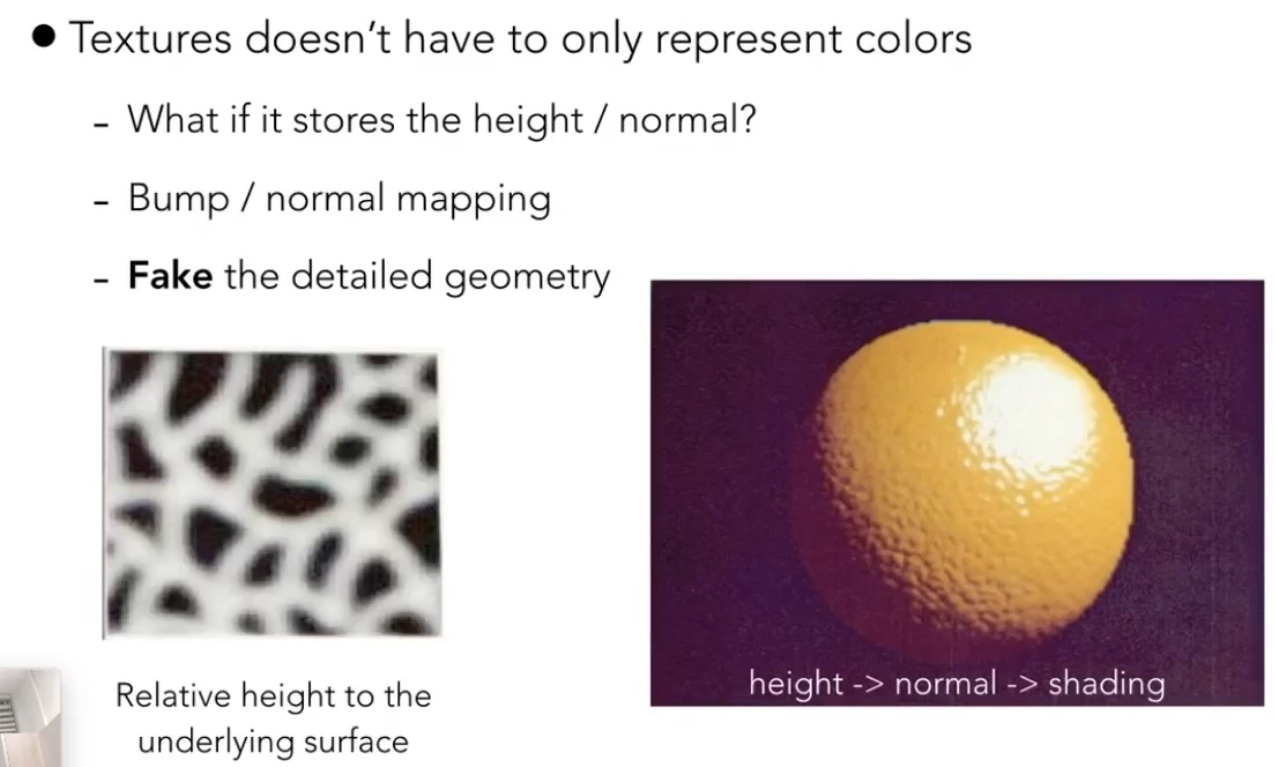 ● Textures doesn't have to only represent colors
- What if it stores the height / normal?
- Bump / normal mapping
- Fake the detailed geometry
height -> normal -> shading
Relative height to the
underlying surface